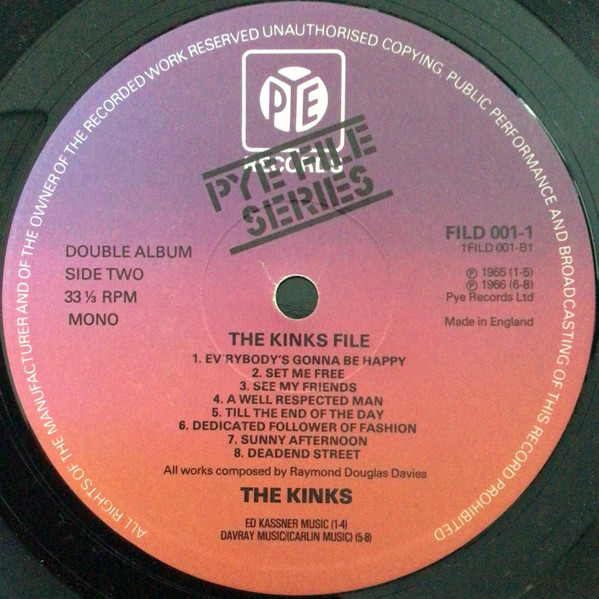 ALL RIGHTS OF THE MANUFACTURER AND OF THE OWNER OF THE RECORDED WORK RESERVED UNAUTHORISED COPYING, PUBLIC PERFORMANCE AND BROADCASTING OF THIS RECORD PROHIBITED
PYE
RECORDS
PYE FILE
SERIES
DOUBLE ALBUM
SIDE TWO
33 ⅓ RPM
MONO
FILD 001-1
†FILD 001-B†
℗ 1965 (1-5)
℗ 1966 (6-8)
Pye Records Ltd
Made in England
THE KINKS FILE
1. EV'RYBODY'S GONNA BE HAPPY
2. SET ME FREE
3. SEE MY FRIENDS
4. A WELL RESPECTED MAN
5. TILL THE END OF THE DAY
6. DEDICATED FOLLOWER OF FASHION
7. SUNNY AFTERNOON
8. DEADEND STREET
All works composed by Raymond Douglas Davies
THE KINKS
ED KASSNER MUSIC (1-4)
DAVRAY MUSIC(CARLIN MUSIC) (5-8)